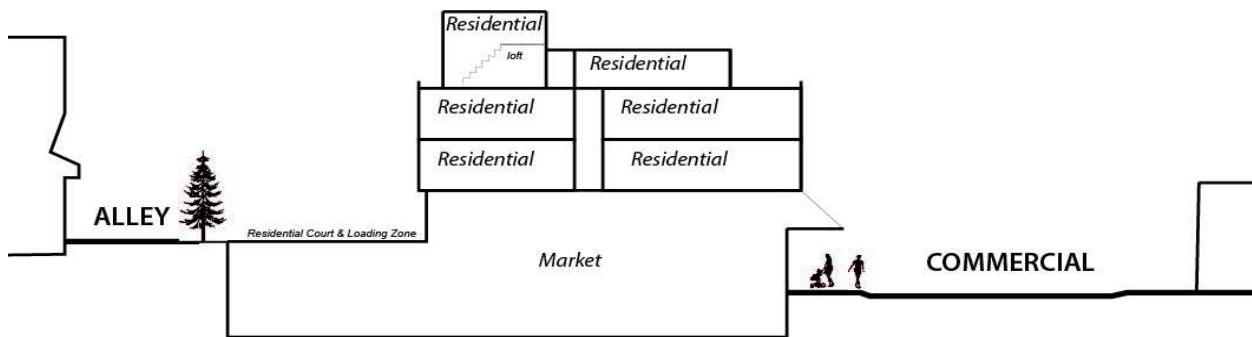 Residential
loft
Residential
Residential
Residential
Residential
Residential
ALLEY
Residential Court & Loading Zone
Market
COMMERCIAL